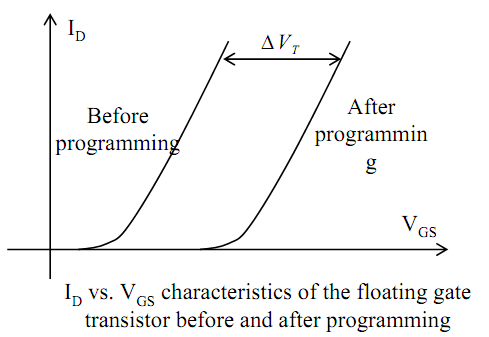 I_D
ΔV_T
Before
programming
After
programmin
g
V_GS
I_D vs. V_GS characteristics of the floating gate
transistor before and after programming